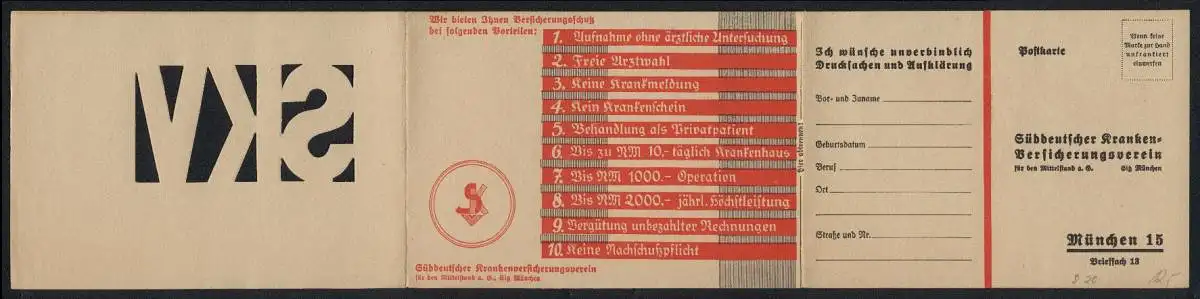 SKV
Wir bieten Ihnen Versicherungsschutz
bei folgenden Vorteilen:
1. Aufnahme ohne ärztliche Untersuchung
2. Freie Arztwahl
3. Keine Krankmeldung
4. Kein Krankenschein
5. Behandlung als Privatpatient
6. Bis zu RM 10,- täglich Krankenhaus
7. Bis RM 1000.- Operation
8. Bis RM 2000.- jährl. Höchstleistung
9. Vergütung unbezahlter Rechnungen
10. Keine Nachschußpflicht
Süddeutscher Krankenversicherungsverein
für den Mittelstand a. G., Sitz München
Hier abtrennen!
Ich wünsche unverbindlich
Drucksachen und Aufklärung
Vor- und Zuname
Geburtsdatum
Beruf
Ort
Straße und Nr.
Postkarte
Wenn keine
Marke zur Hand
unfrankiert
einwerfen
Süddeutscher Kranken-
Versicherungsverein
für den Mittelstand a. G. Sitz München
München 15
Brieffach 13